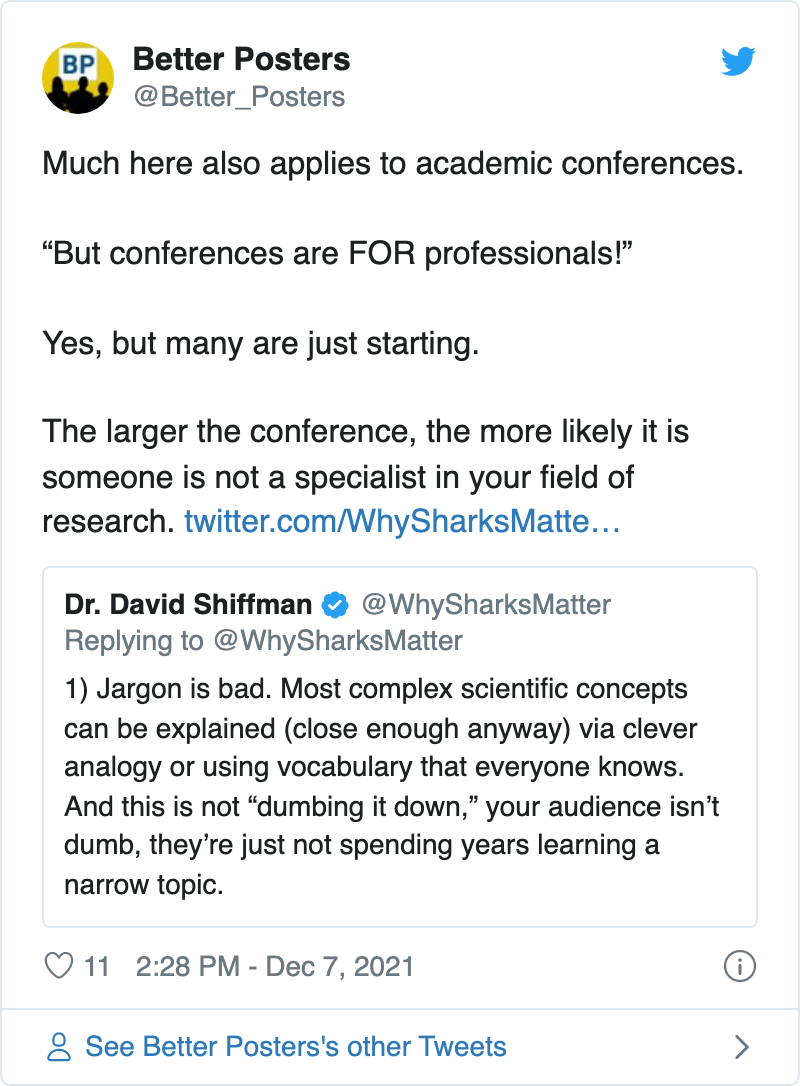 BP
Better Posters
@Better_Posters
Much here also applies to academic conferences.
“But conferences are FOR professionals!”
Yes, but many are just starting.
The larger the conference, the more likely it is
someone is not a specialist in your field of
research. twitter.com/WhySharksMatte…
Dr. David Shiffman @WhySharksMatter
Replying to @WhySharksMatter
1) Jargon is bad. Most complex scientific concepts
can be explained (close enough anyway) via clever
analogy or using vocabulary that everyone knows.
And this is not “dumbing it down,” your audience isn’t
dumb, they’re just not spending years learning a
narrow topic.
11 2:28 PM - Dec 7, 2021
See Better Posters's other Tweets